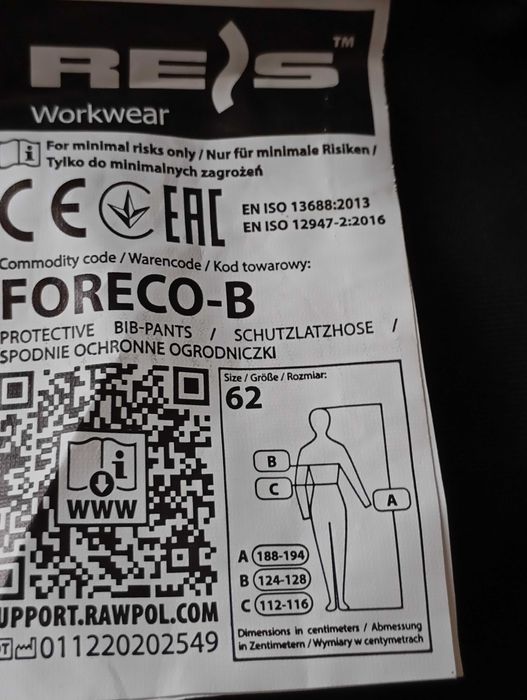 REIS™
Workwear
For minimal risks only / Nur für minimale Risiken /
Tylko do minimalnych zagrożeń
CE EAC
EN ISO 13688:2013
EN ISO 12947-2:2016
Commodity code / Warencode / Kod towarowy:
FORECO-B
PROTECTIVE BIB-PANTS / SCHUTZLATZHOSE /
SPODNIE OCHRONNE OGRODNICZKI
WWW
UPPORT.RAWPOL.COM
011220202549
Size / Größe / Rozmiar:
62
B
C
A
A 188-194
B 124-128
C 112-116
Dimensions in centimeters / Abmessung
in Zentimetern / Wymiary w centymetrach